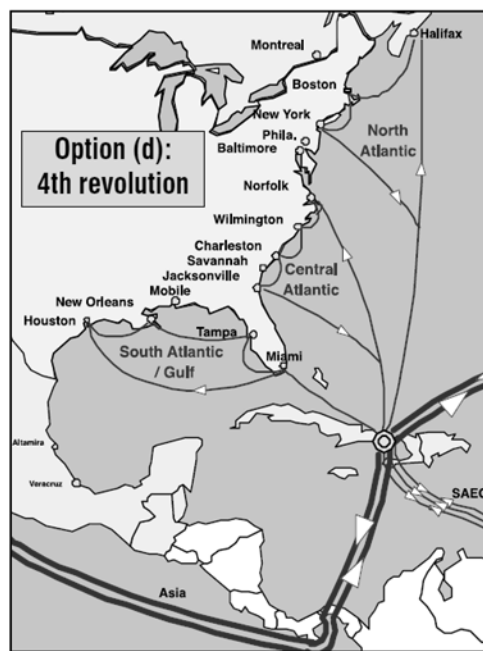 Halifax
Montreal
Boston
New York
North
Atlantic
Phila.
Baltimore
Option (d):
4th revolution
Norfolk
Wilmington
Charleston
Savannah
Jacksonville
Central
Atlantic
Mobile
New Orleans
Houston
Tampa
South Atlantic
/ Gulf
Miami
Altamira
Veracruz
SAEC
Asia